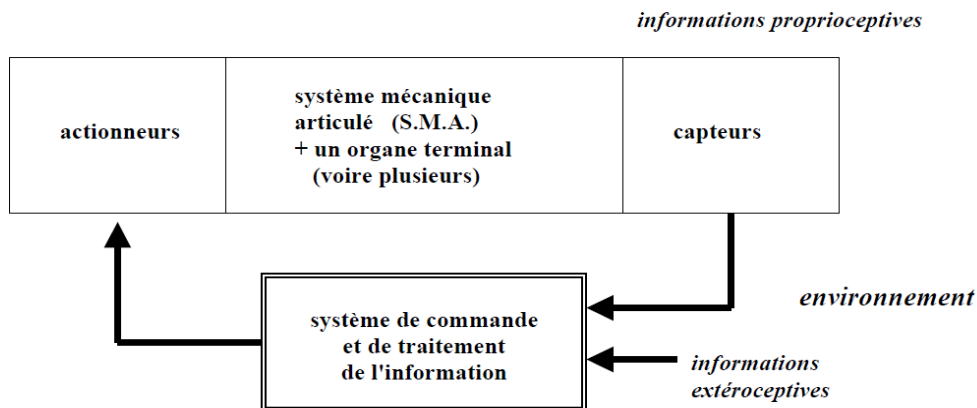 informations proprioceptives
actionneurs
système mécanique
articulé (S.M.A.)
+ un organe terminal
(voire plusieurs)
capteurs
système de commande
et de traitement
de l'information
environnement
informations
extéroceptives